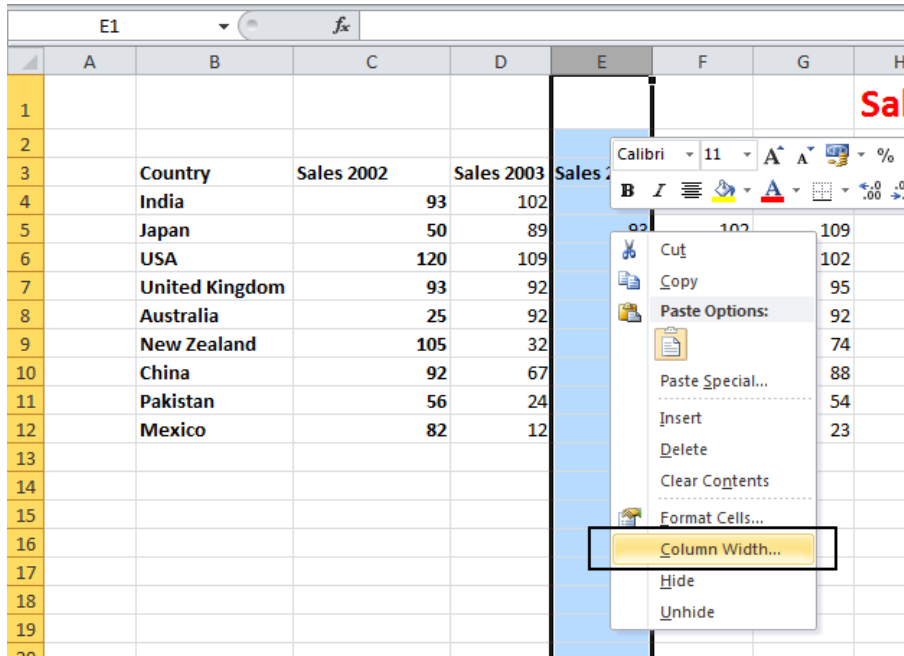 E1 fx
A B C D E F G H
1 Sal
2
3 Country Sales 2002 Sales 2003 Sales
4 India 93 102
5 Japan 50 89 93 102 109
6 USA 120 109 102
7 United Kingdom 93 92 95
8 Australia 25 92 92
9 New Zealand 105 32 74
10 China 92 67 88
11 Pakistan 56 24 54
12 Mexico 82 12 23
13
14
15
16
17
18
19
Calibri 11 A A %
B I A .0 .00
Cut
Copy
Paste Options:
Paste Special...
Insert
Delete
Clear Contents
Format Cells...
Column Width...
Hide
Unhide